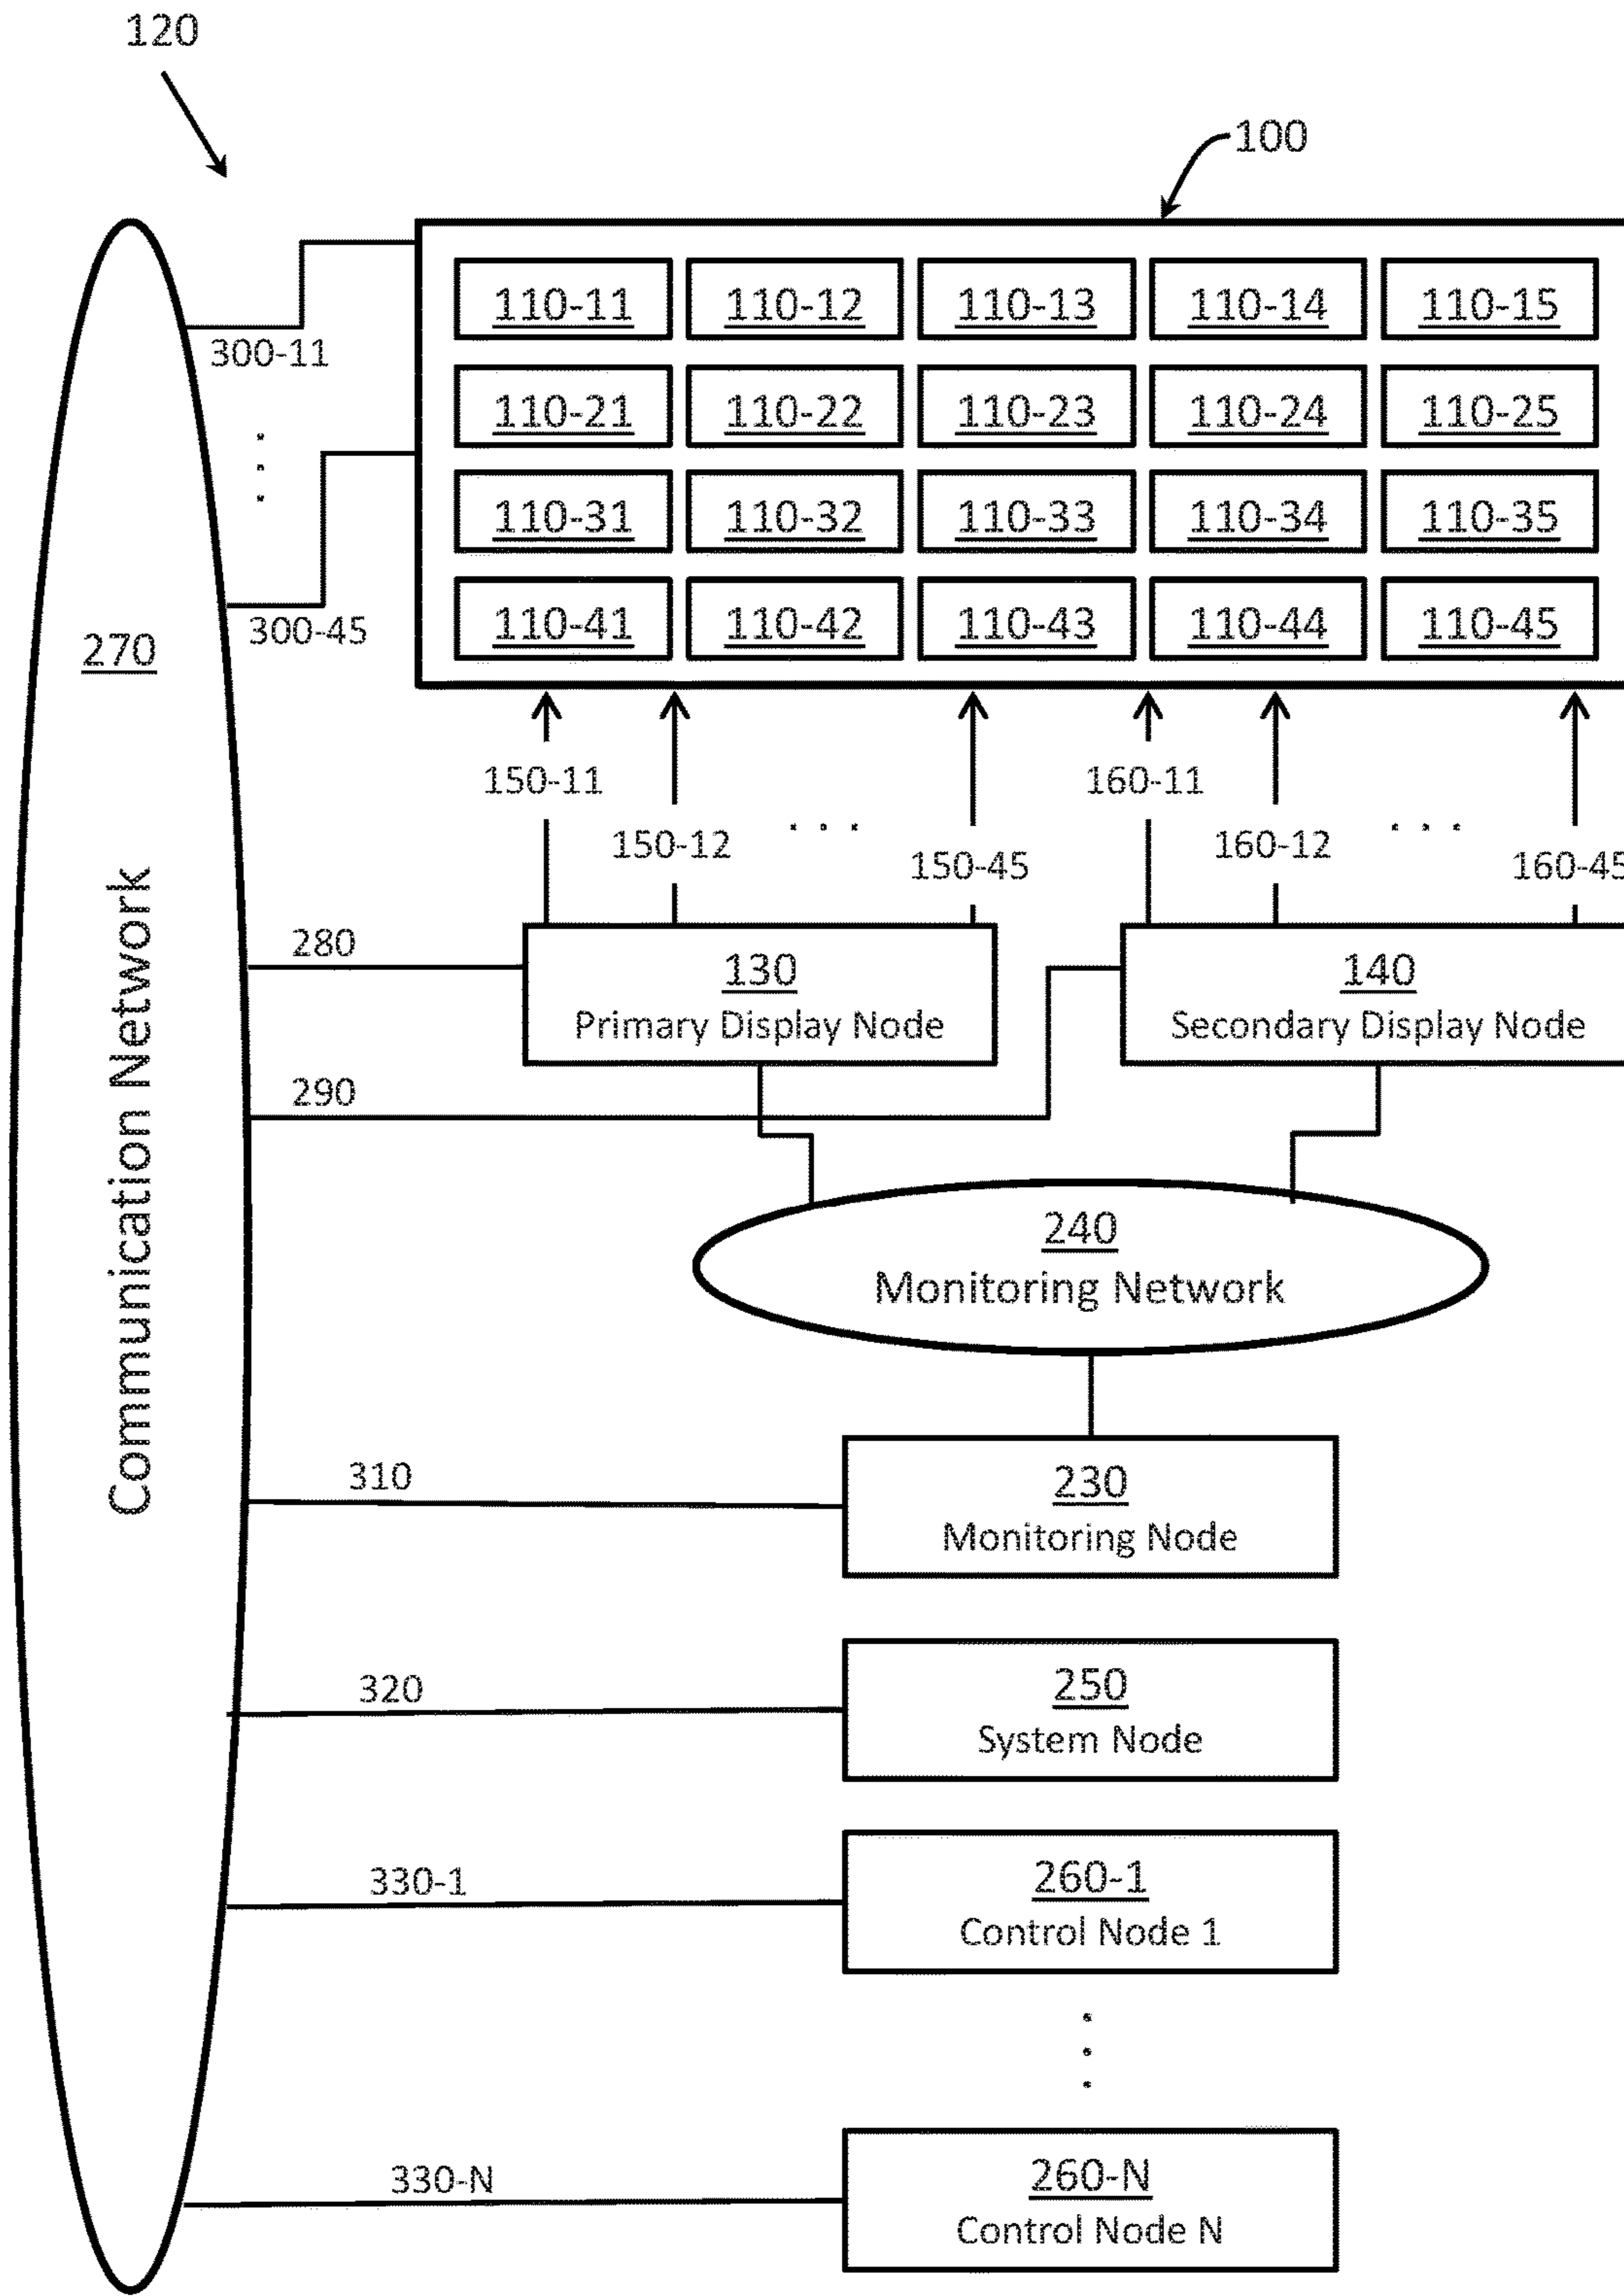 120
100
110-11 110-12 110-13 110-14 110-15
300-11
110-21 110-22 110-23 110-24 110-25
110-31 110-32 110-33 110-34 110-35
110-41 110-42 110-43 110-44 110-45
300-45
270
Communication Network
150-11 160-11
150-12 . . . 160-12 . . .
150-45 160-45
280
130
Primary Display Node
140
Secondary Display Node
290
240
Monitoring Network
310
230
Monitoring Node
320
250
System Node
330-1
260-1
Control Node 1
330-N
260-N
Control Node N